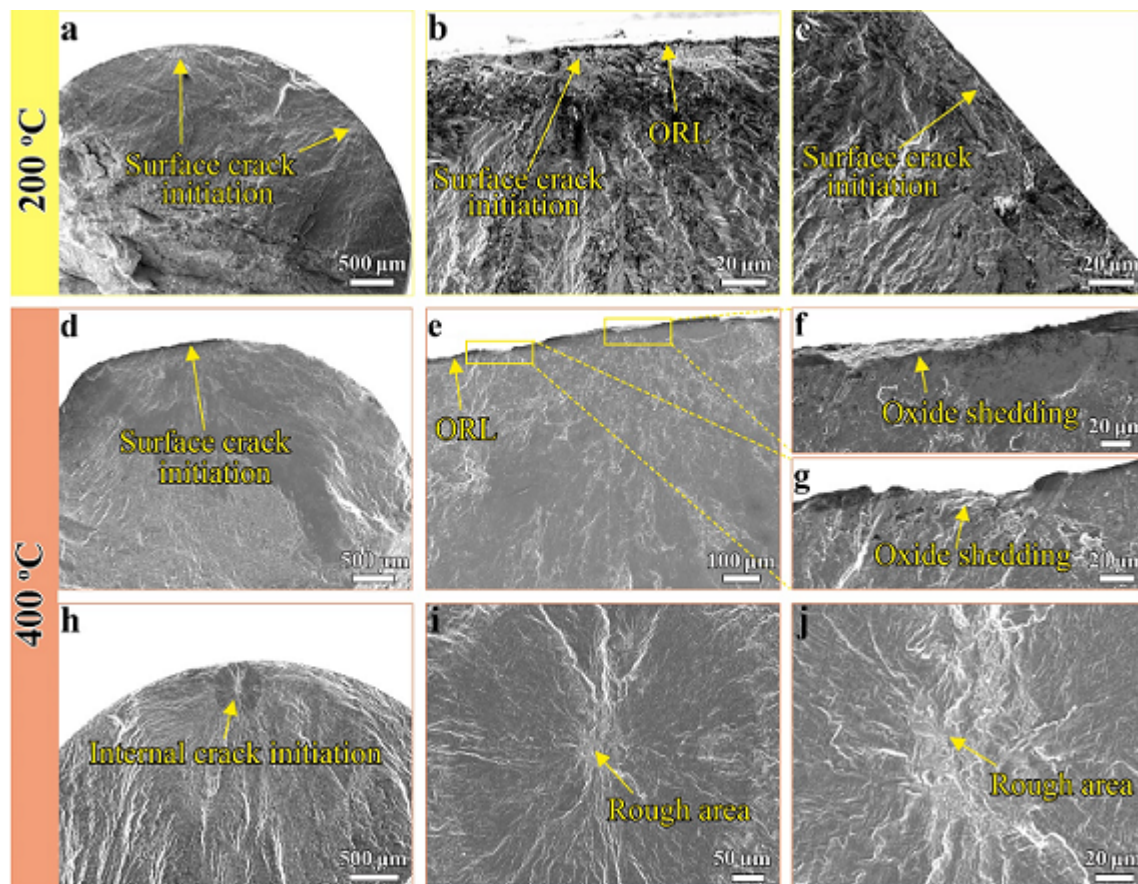 200 °C
a
Surface crack
initiation
500 μm
b
ORL
Surface crack
initiation
20 μm
c
Surface crack
initiation
20 μm
400 °C
d
Surface crack
initiation
500 μm
e
ORL
100 μm
f
Oxide shedding
20 μm
g
Oxide shedding
20 μm
h
Internal crack initiation
500 μm
i
Rough area
50 μm
j
Rough area
20 μm